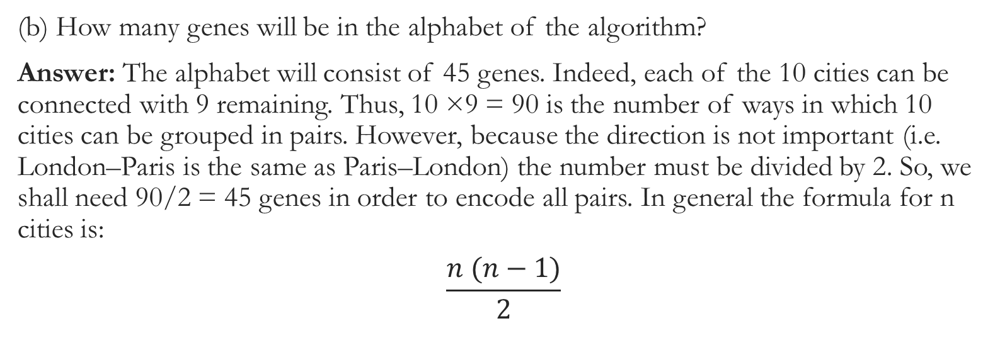 (b) How many genes will be in the alphabet of the algorithm?
Answer: The alphabet will consist of 45 genes. Indeed, each of the 10 cities can be
connected with 9 remaining. Thus, 10 ×9 = 90 is the number of ways in which 10
cities can be grouped in pairs. However, because the direction is not important (i.e.
London–Paris is the same as Paris–London) the number must be divided by 2. So, we
shall need 90/2 = 45 genes in order to encode all pairs. In general the formula for n
cities is:
n (n − 1)
2